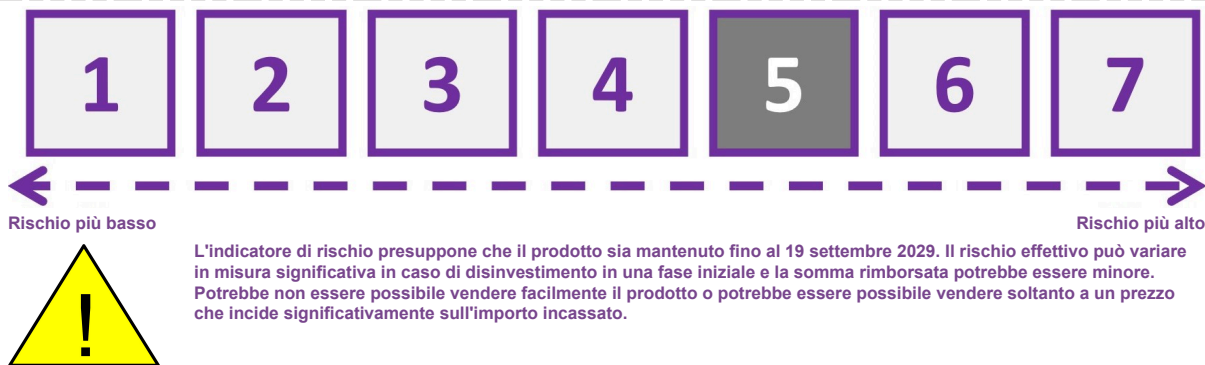 1 2 3 4 5 6 7
Rischio più basso Rischio più alto
L'indicatore di rischio presuppone che il prodotto sia mantenuto fino al 19 settembre 2029. Il rischio effettivo può variare
in misura significativa in caso di disinvestimento in una fase iniziale e la somma rimborsata potrebbe essere minore.
Potrebbe non essere possibile vendere facilmente il prodotto o potrebbe essere possibile vendere soltanto a un prezzo
che incide significativamente sull'importo incassato.
!